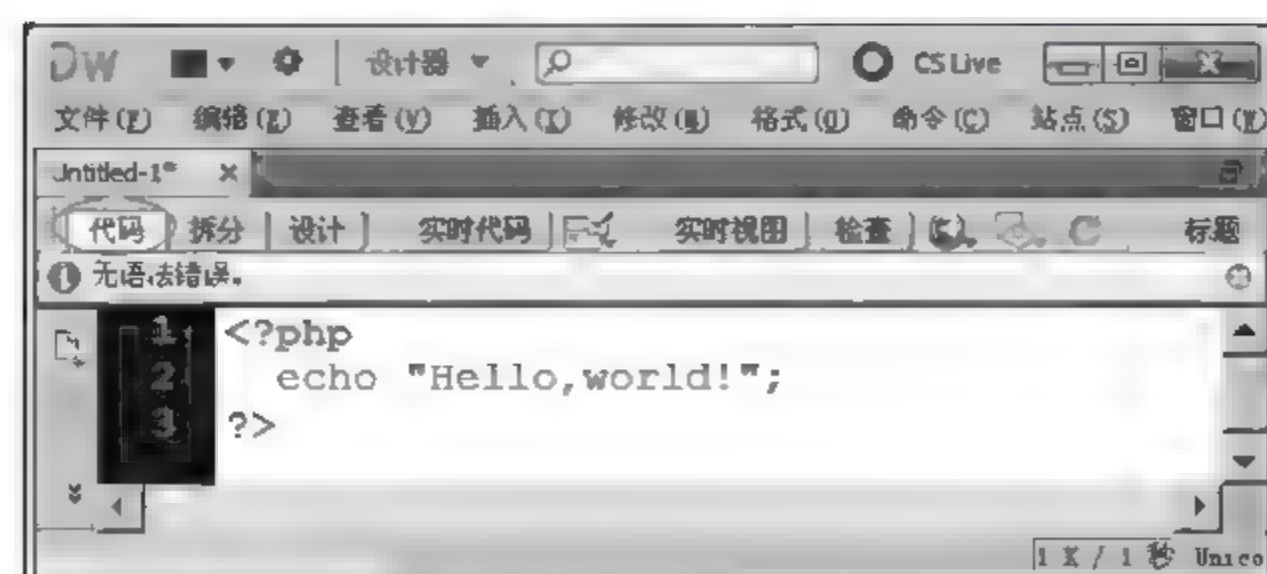 DW 设计器 CS Live
文件(F) 编辑(E) 查看(V) 插入(I) 修改(M) 格式(O) 命令(C) 站点(S) 窗口(W)
Untitled-1* ×
代码 拆分 设计 实时代码 实时视图 检查 标题
无语法错误。
1 <?php
2 echo "Hello,world!";
3 ?>
1 K / 1 秒 Unico